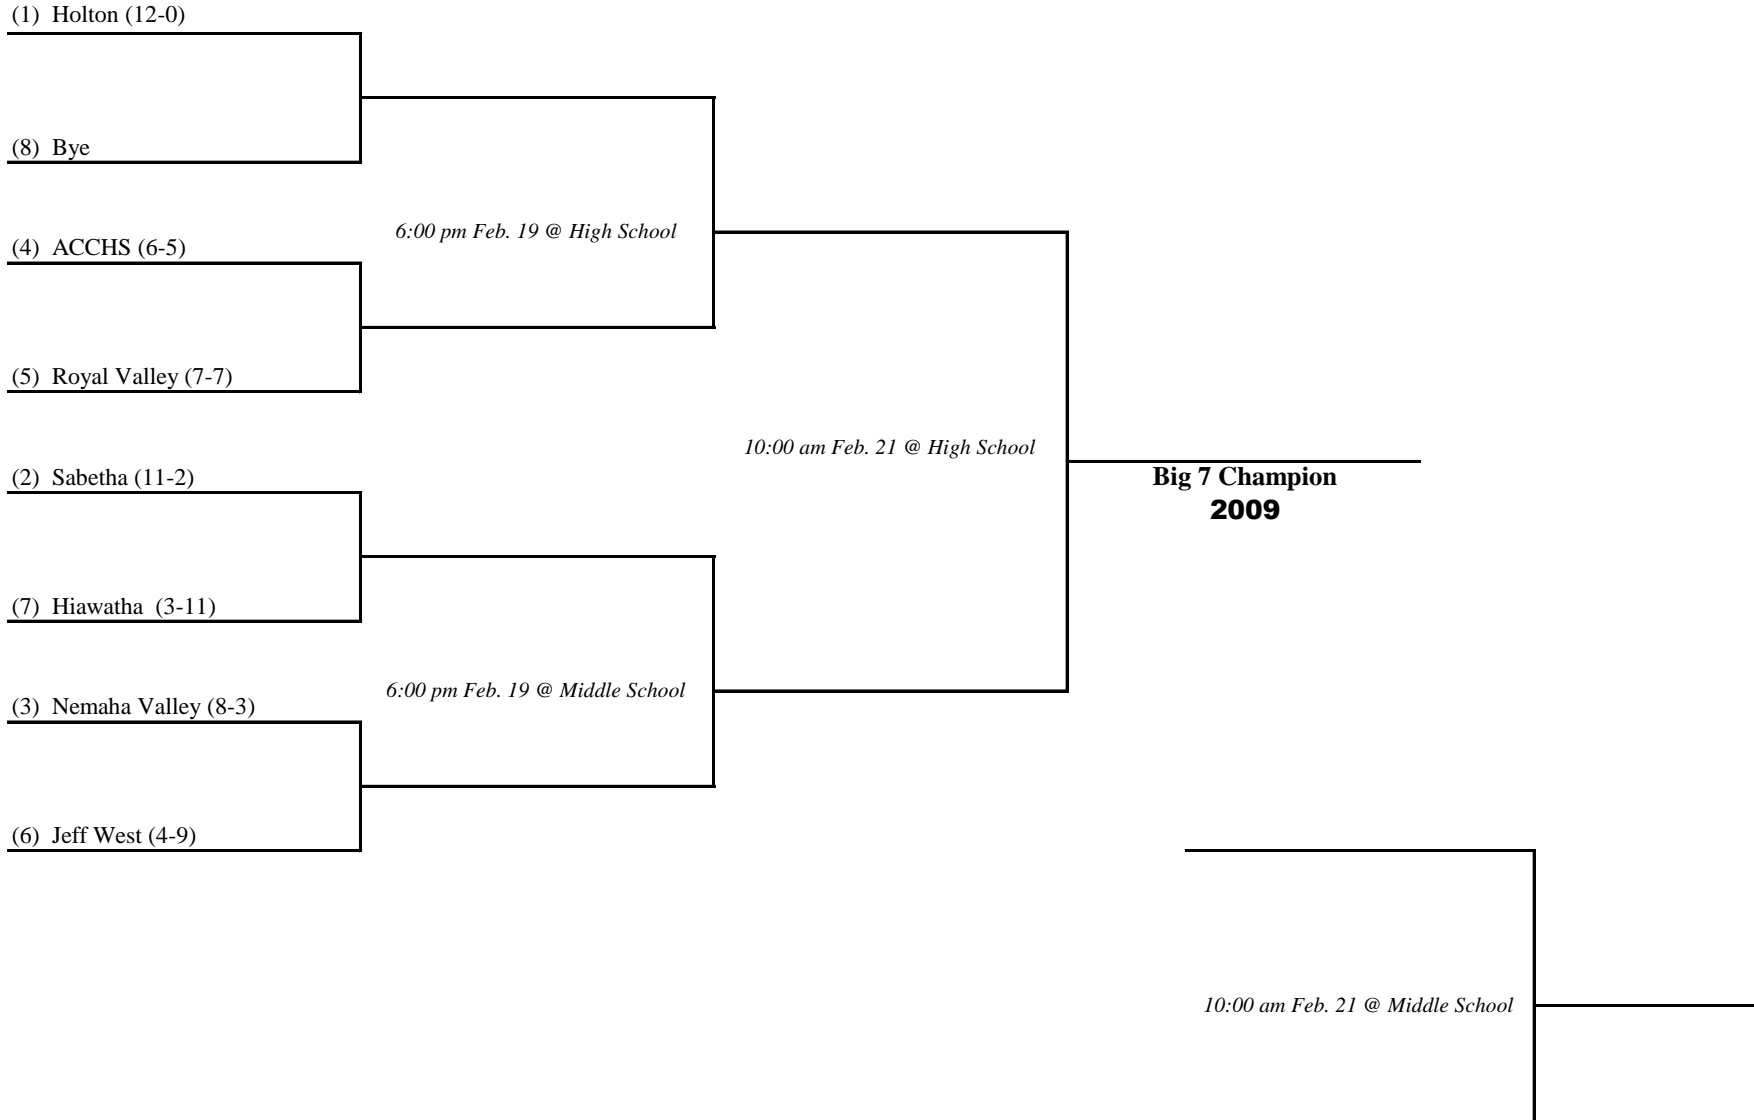 (1) Holton (12-0)
(8) Bye
6:00 pm Feb. 19 @ High School
(4) ACCHS (6-5)
(5) Royal Valley (7-7)
10:00 am Feb. 21 @ High School
(2) Sabetha (11-2)
Big 7 Champion
2009
(7) Hiawatha (3-11)
6:00 pm Feb. 19 @ Middle School
(3) Nemaha Valley (8-3)
(6) Jeff West (4-9)
10:00 am Feb. 21 @ Middle School